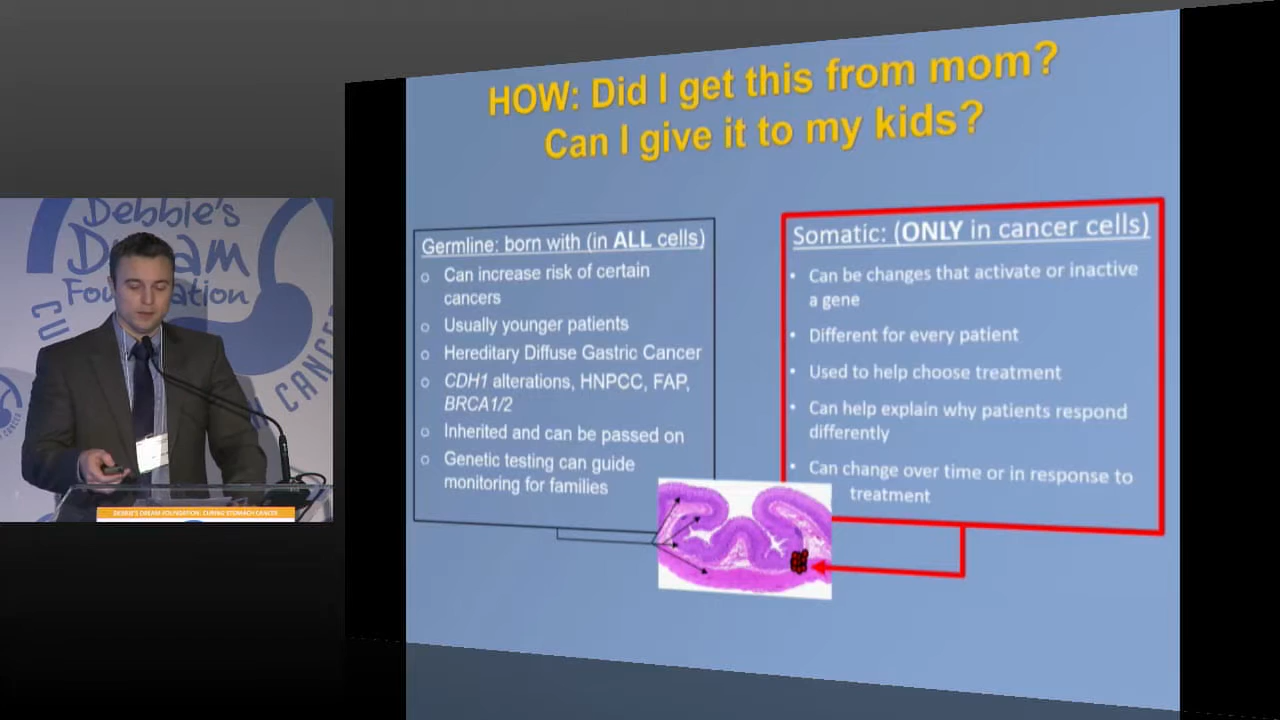 HOW: Did I get this from mom?
Can I give it to my kids?
Germline: born with (in ALL cells)
Can increase risk of certain
cancers
Usually younger patients
Hereditary Diffuse Gastric Cancer
CDH1 alterations, HNPCC, FAP,
BRCA1/2
Inherited and can be passed on
Genetic testing can guide
monitoring for families
Somatic: (ONLY in cancer cells)
Can be changes that activate or inactive
a gene
Different for every patient
Used to help choose treatment
Can help explain why patients respond
differently
Can change over time or in response to
treatment
Debbie's
Dream
Foundation
CANCER
DEBBIE'S DREAM FOUNDATION: CURING STOMACH CANCER